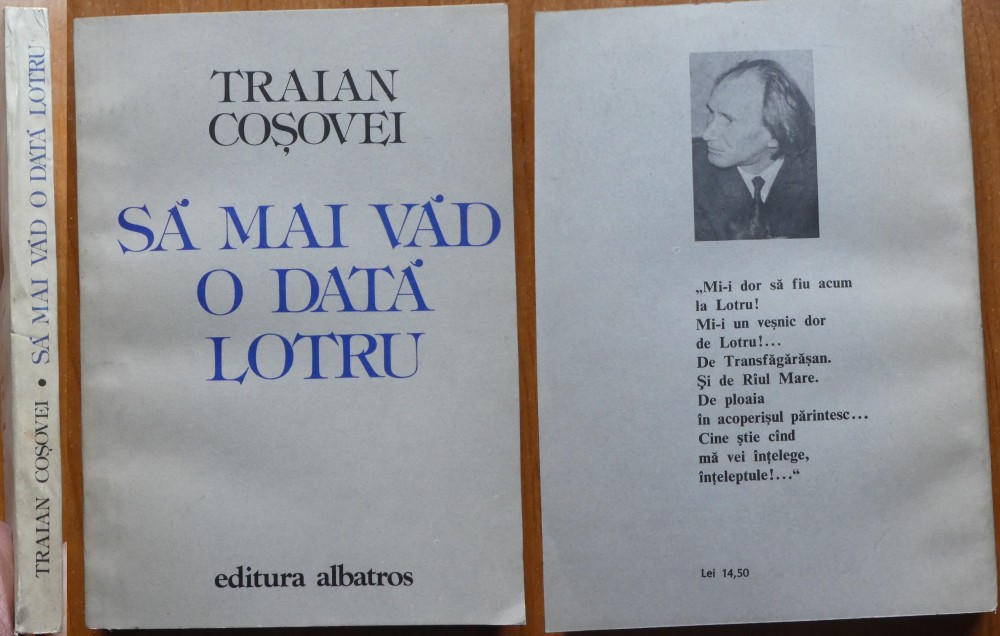 TRAIAN COȘOVEI • SĂ MAI VĂD O DATĂ LOTRU
TRAIAN
COȘOVEI
SĂ MAI VĂD
O DATĂ
LOTRU
editura albatros
„Mi-i dor să fiu acum
la Lotru!
Mi-i un veșnic dor
de Lotru!...
De Transfăgărășan.
Și de Rîul Mare.
De ploaia
în acoperișul părintesc...
Cine știe cînd
mă vei înțelege,
înțeleptule!...“
Lei 14,50